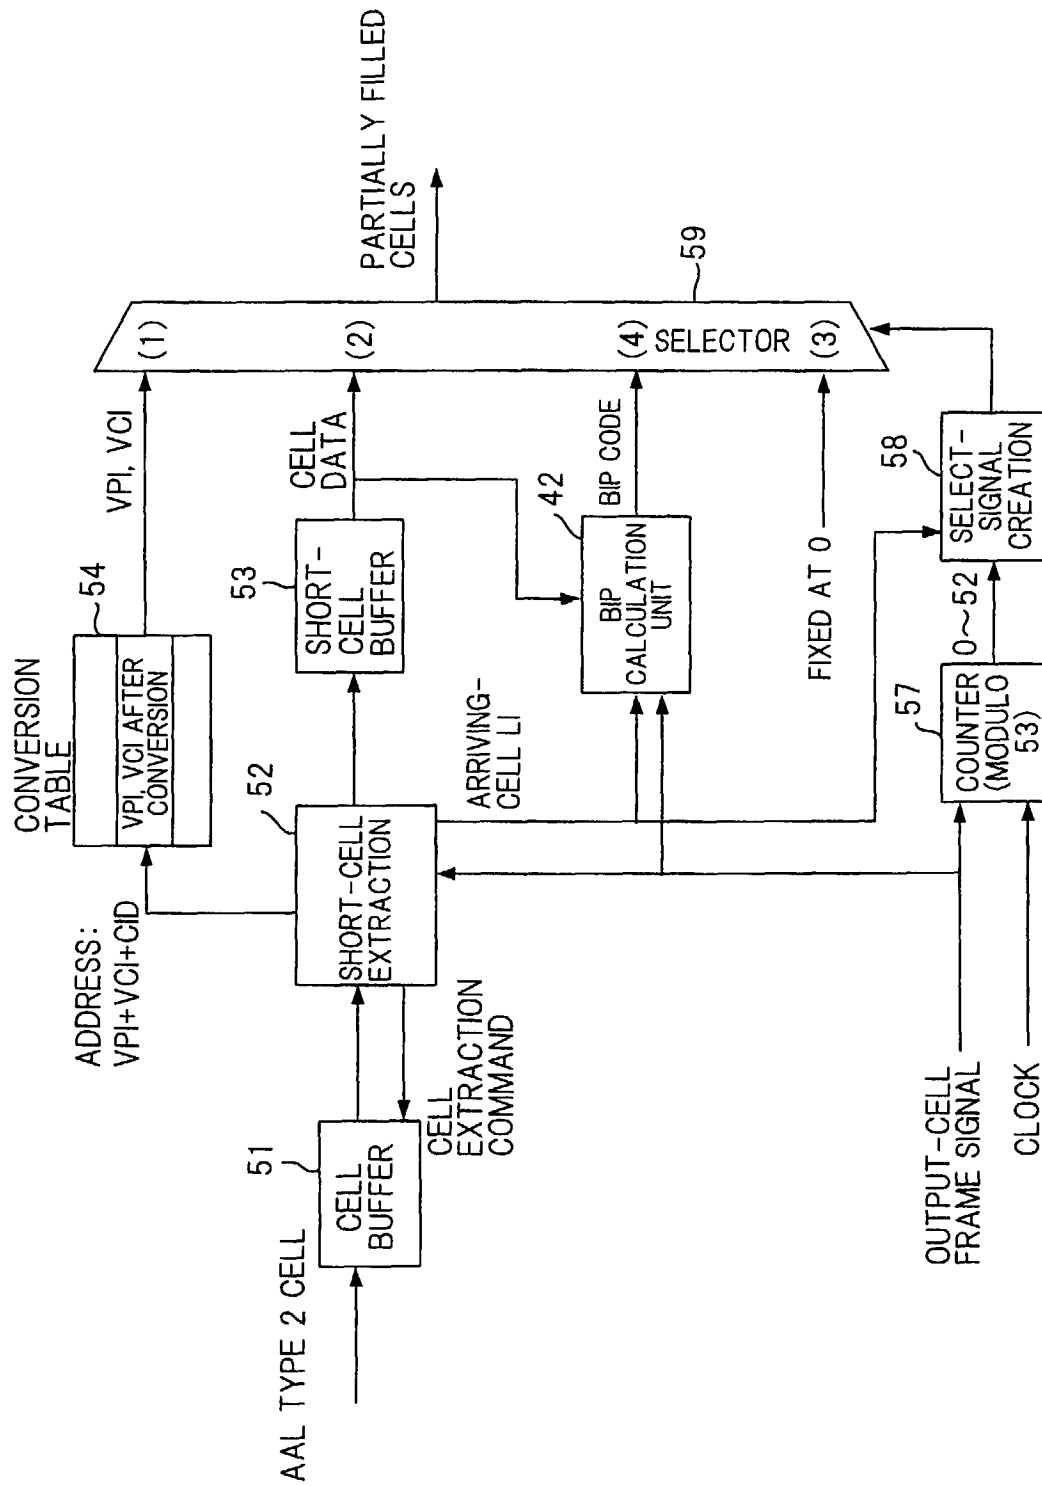 AAL TYPE 2 CELL
51
CELL
BUFFER
CELL
EXTRACTION
COMMAND
ADDRESS:
VPI+VCI+CID
52
SHORT-CELL
EXTRACTION
CONVERSION
TABLE
54
VPI, VCI AFTER
CONVERSION
VPI, VCI
53
SHORT-
CELL
BUFFER
CELL
DATA
ARRIVING-
CELL LI
42
BIP
CALCULATION
UNIT
BIP CODE
FIXED AT 0
(1)
(2)
(4)
SELECTOR
(3)
59
PARTIALLY FILLED
CELLS
OUTPUT-CELL
FRAME SIGNAL
CLOCK
57
COUNTER
(MODULO
53)
0~52
58
SELECT-
SIGNAL
CREATION